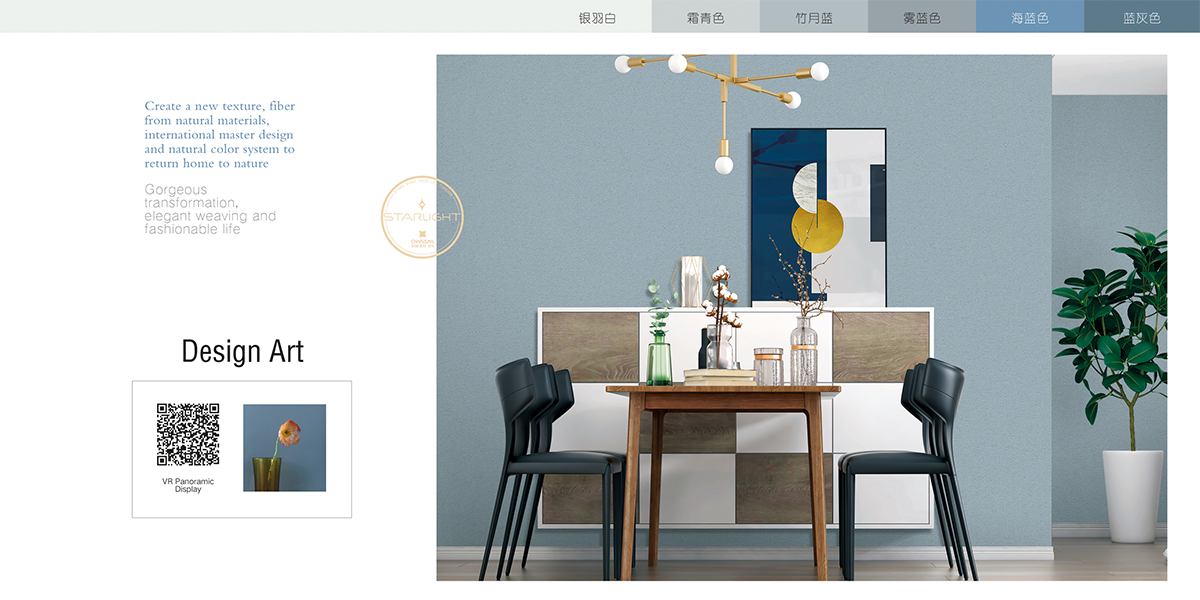 银羽白
霜青色
竹月蓝
雾蓝色
海蓝色
蓝灰色
Create a new texture, fiber
from natural materials,
international master design
and natural color system to
return home to nature
Gorgeous
transformation,
elegant weaving and
fashionable life
STARLIGHT
Design Art
VR Panoramic
Display